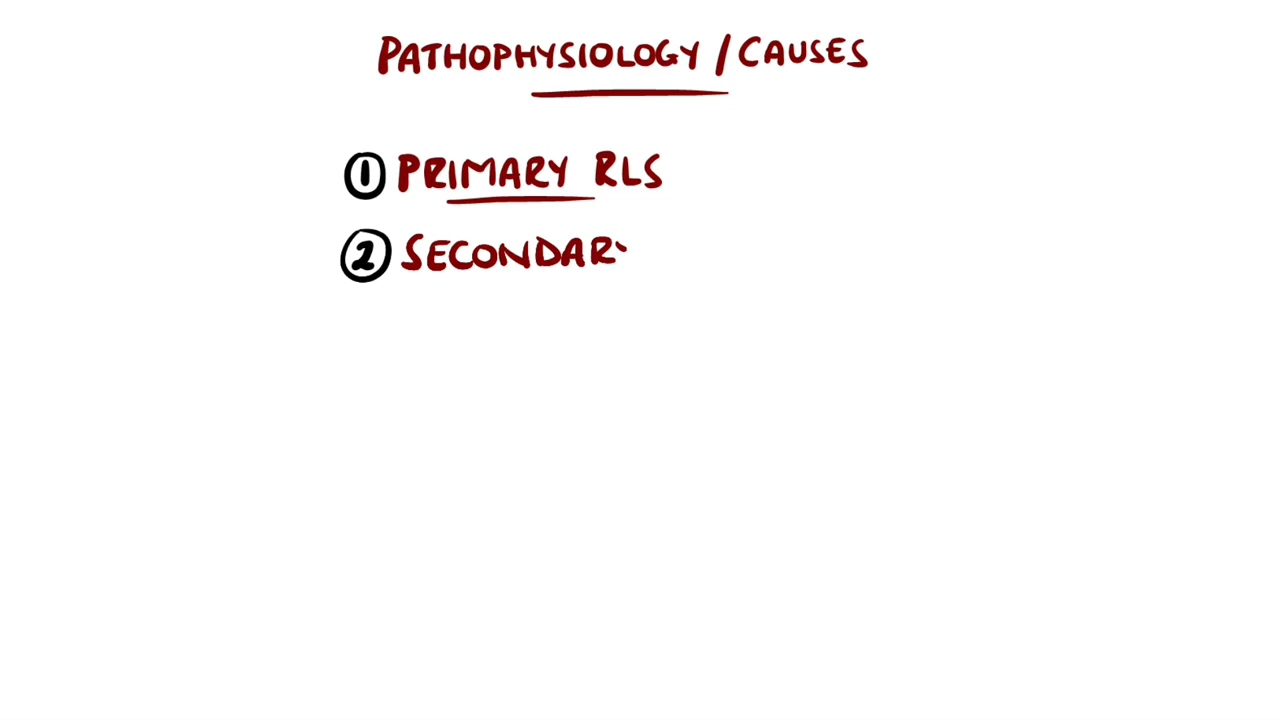 PATHOPHYSIOLOGY / CAUSES
① PRIMARY RLS
② SECONDAR